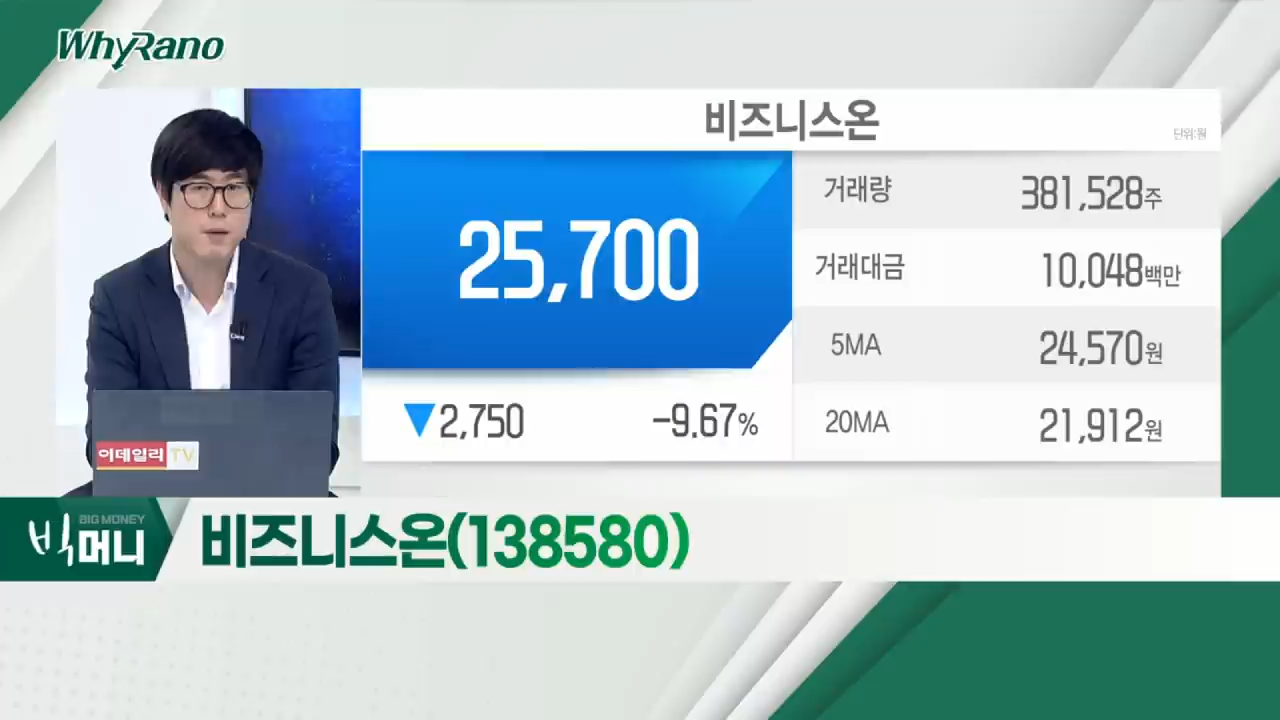 WhyRano
비즈니스온
단위:원
25,700
▼2,750 -9.67%
거래량 381,528주
거래대금 10,048백만
5MA 24,570원
20MA 21,912원
이데일리TV
BIG MONEY
빅머니
비즈니스온(138580)